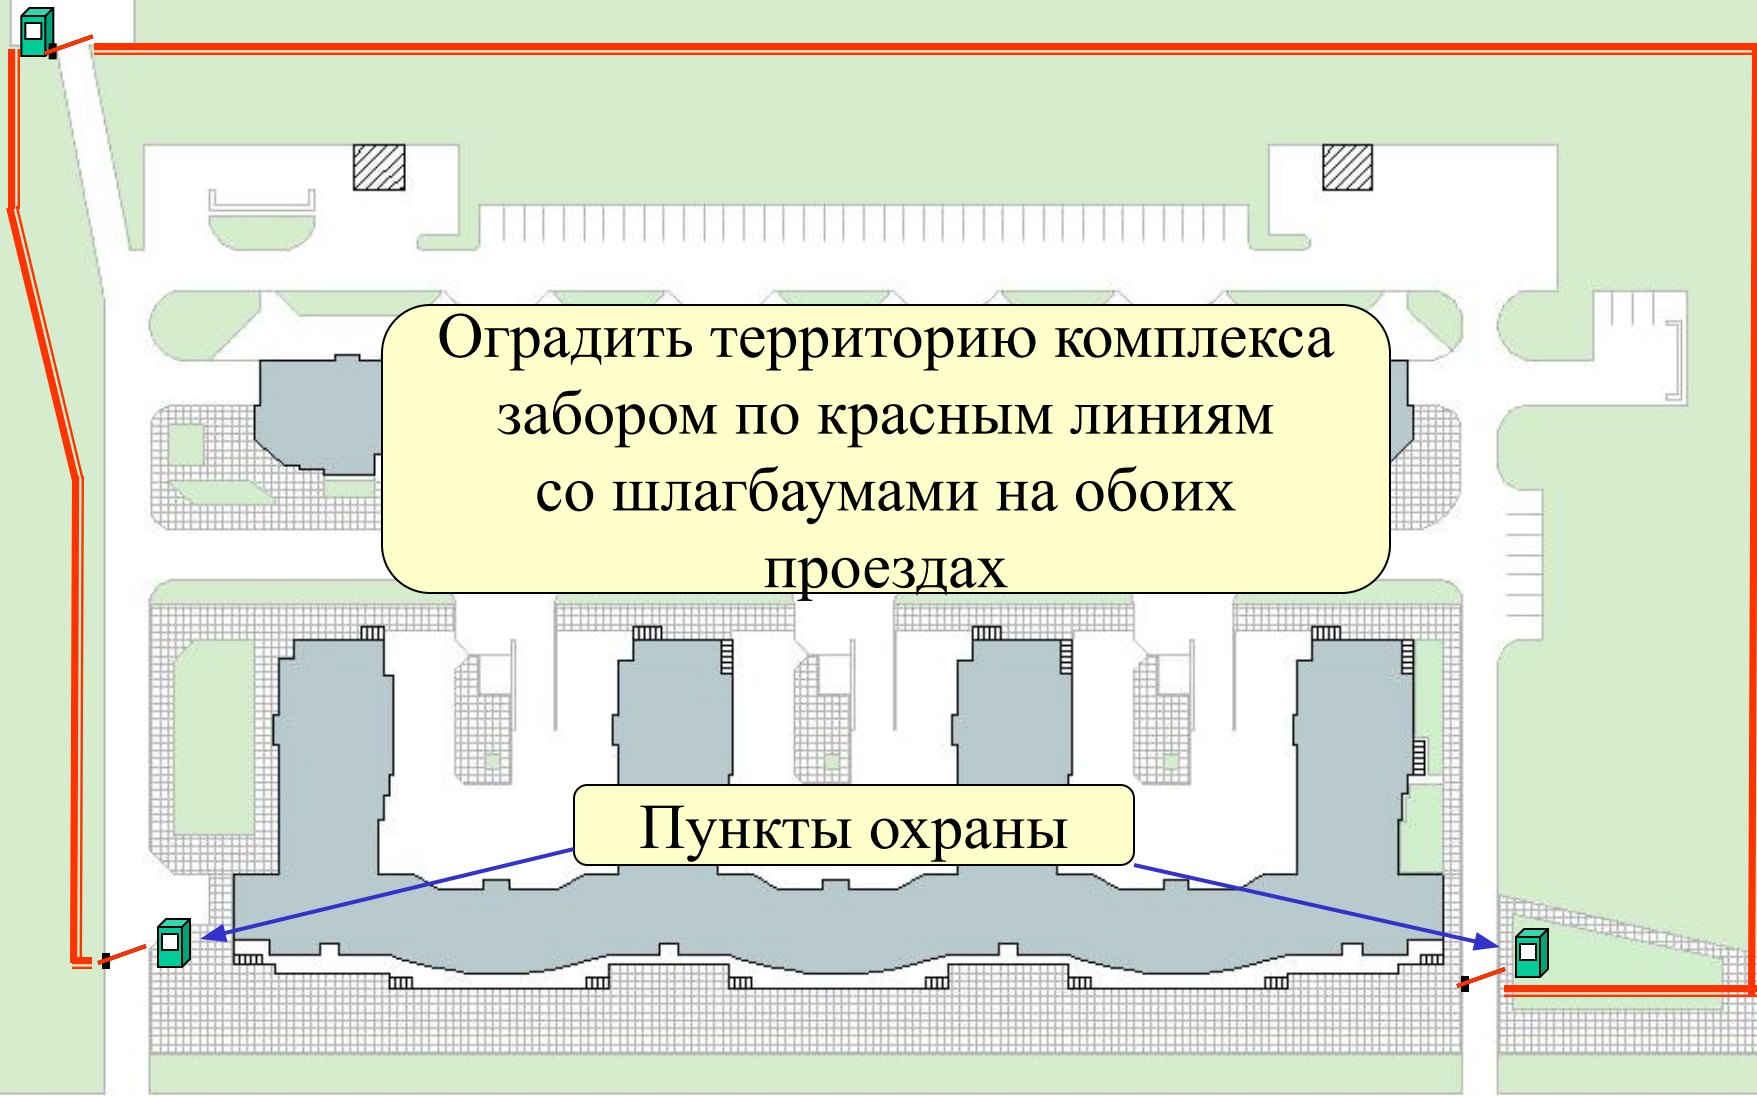 Оградить территорию комплекса
забором по красным линиям
со шлагбаумами на обоих
проездах
Пункты охраны